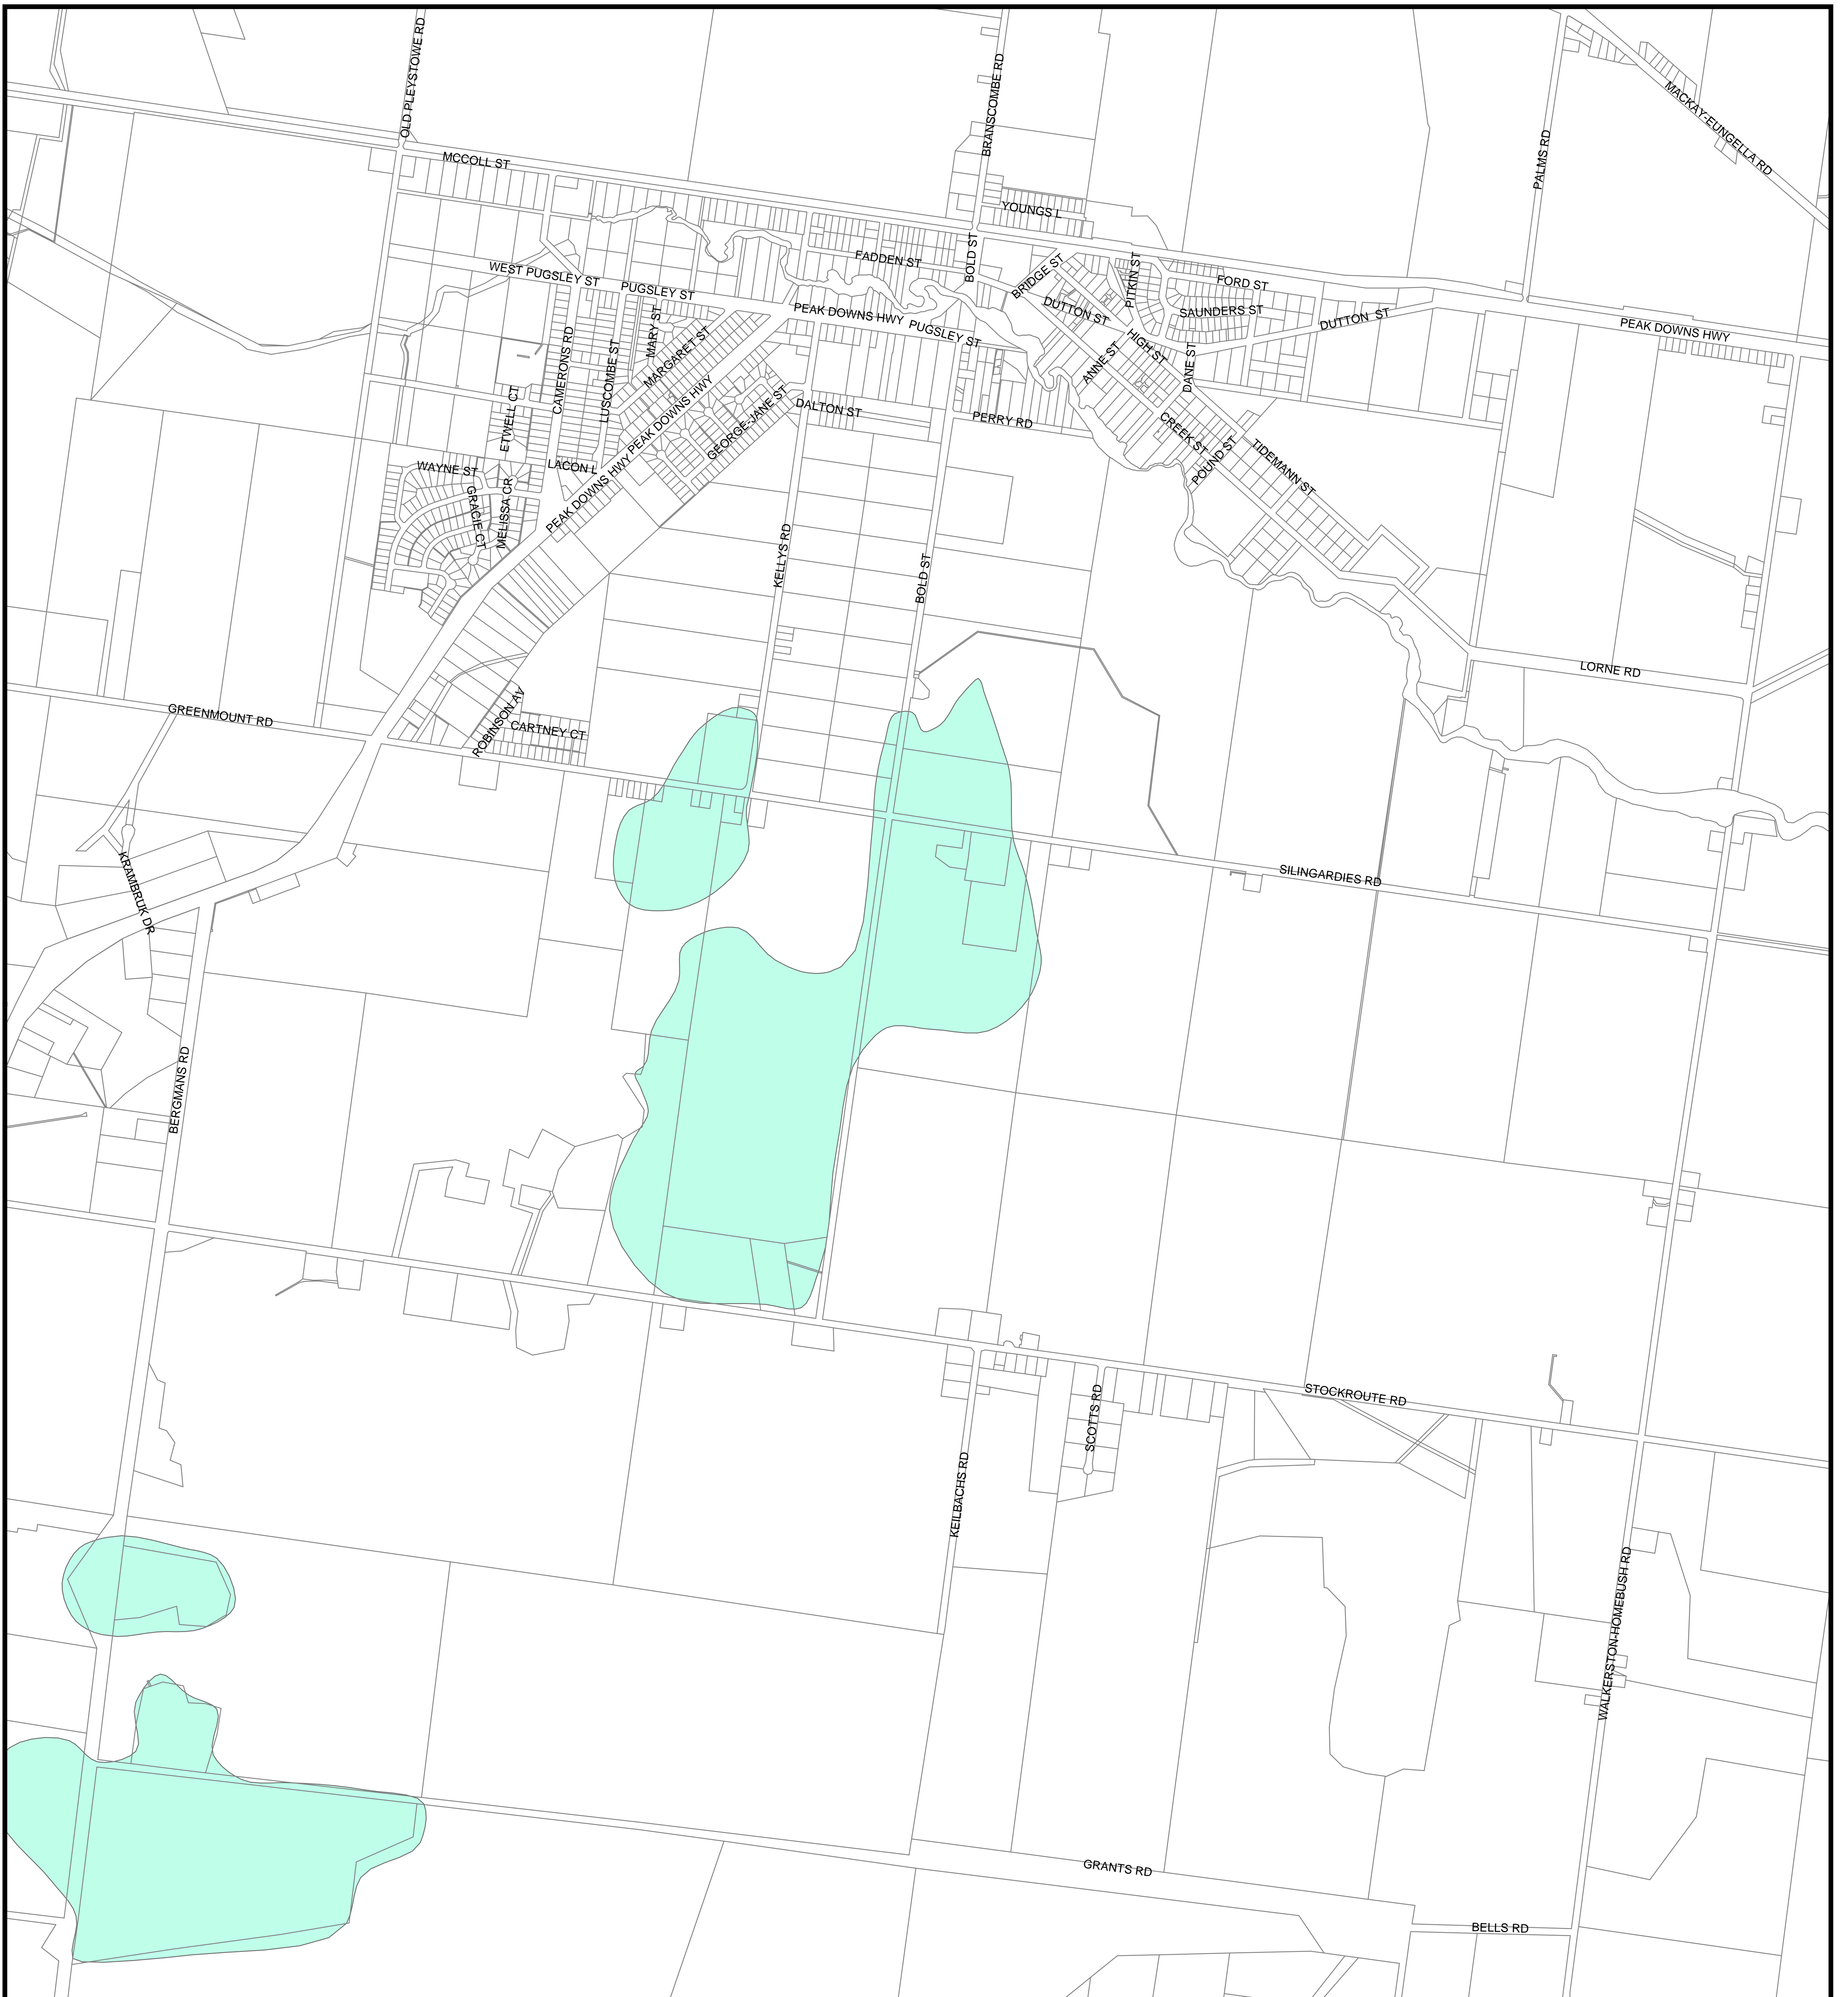 OLD PLEYSTOWE RD
BRANSCOMBE RD
MACKAY-EUNGELLA RD
PALMS RD
MCCOLL ST
YOUNGS L
BOLD ST
FADDEN ST
BRIDGE ST
PITKIN ST
WEST PUGSLEY ST
PUGSLEY ST
FORD ST
DUTTON ST
SAUNDERS ST
DUTTON ST
PEAK DOWNS HWY
PUGSLEY ST
PEAK DOWNS HWY
MARY ST
MARGARET ST
CAMERONS RD
LUSCOMBE ST
HIGH ST
ANNE ST
DANE ST
ETWELL CT
PEAK DOWNS HWY
GEORGE-JANE ST
DALTON ST
PERRY RD
CREEK ST
POUND ST
TIDEMANN ST
WAYNE ST
LACON L
GRACIE CT
MELISSA CR
PEAK DOWNS HWY
KELLYS RD
BOLD ST
LORNE RD
GREENMOUNT RD
ROBINSON AV
CARTNEY CT
KRAMBRUK DR
SILINGARDIES RD
BERGMANS RD
STOCKROUTE RD
SCOTTS RD
KEILBACHS RD
WALKERSTON-HOMEBUSH RD
GRANTS RD
BELLS RD